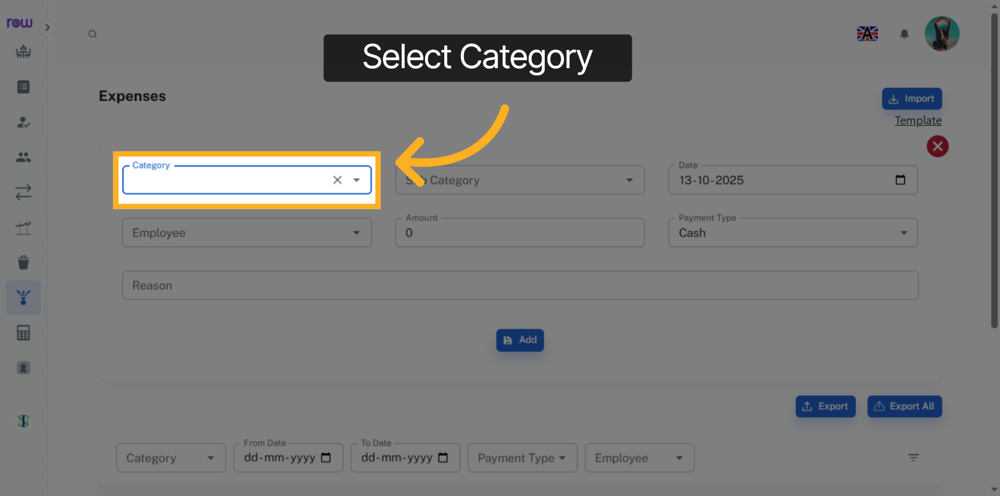 row
Select Category
Expenses
Import
Template
Category
Sub Category
Date
13-10-2025
Employee
Amount
0
Payment Type
Cash
Reason
Add
Export
Export All
Category
From Date
dd-mm-yyyy
To Date
dd-mm-yyyy
Payment Type
Employee